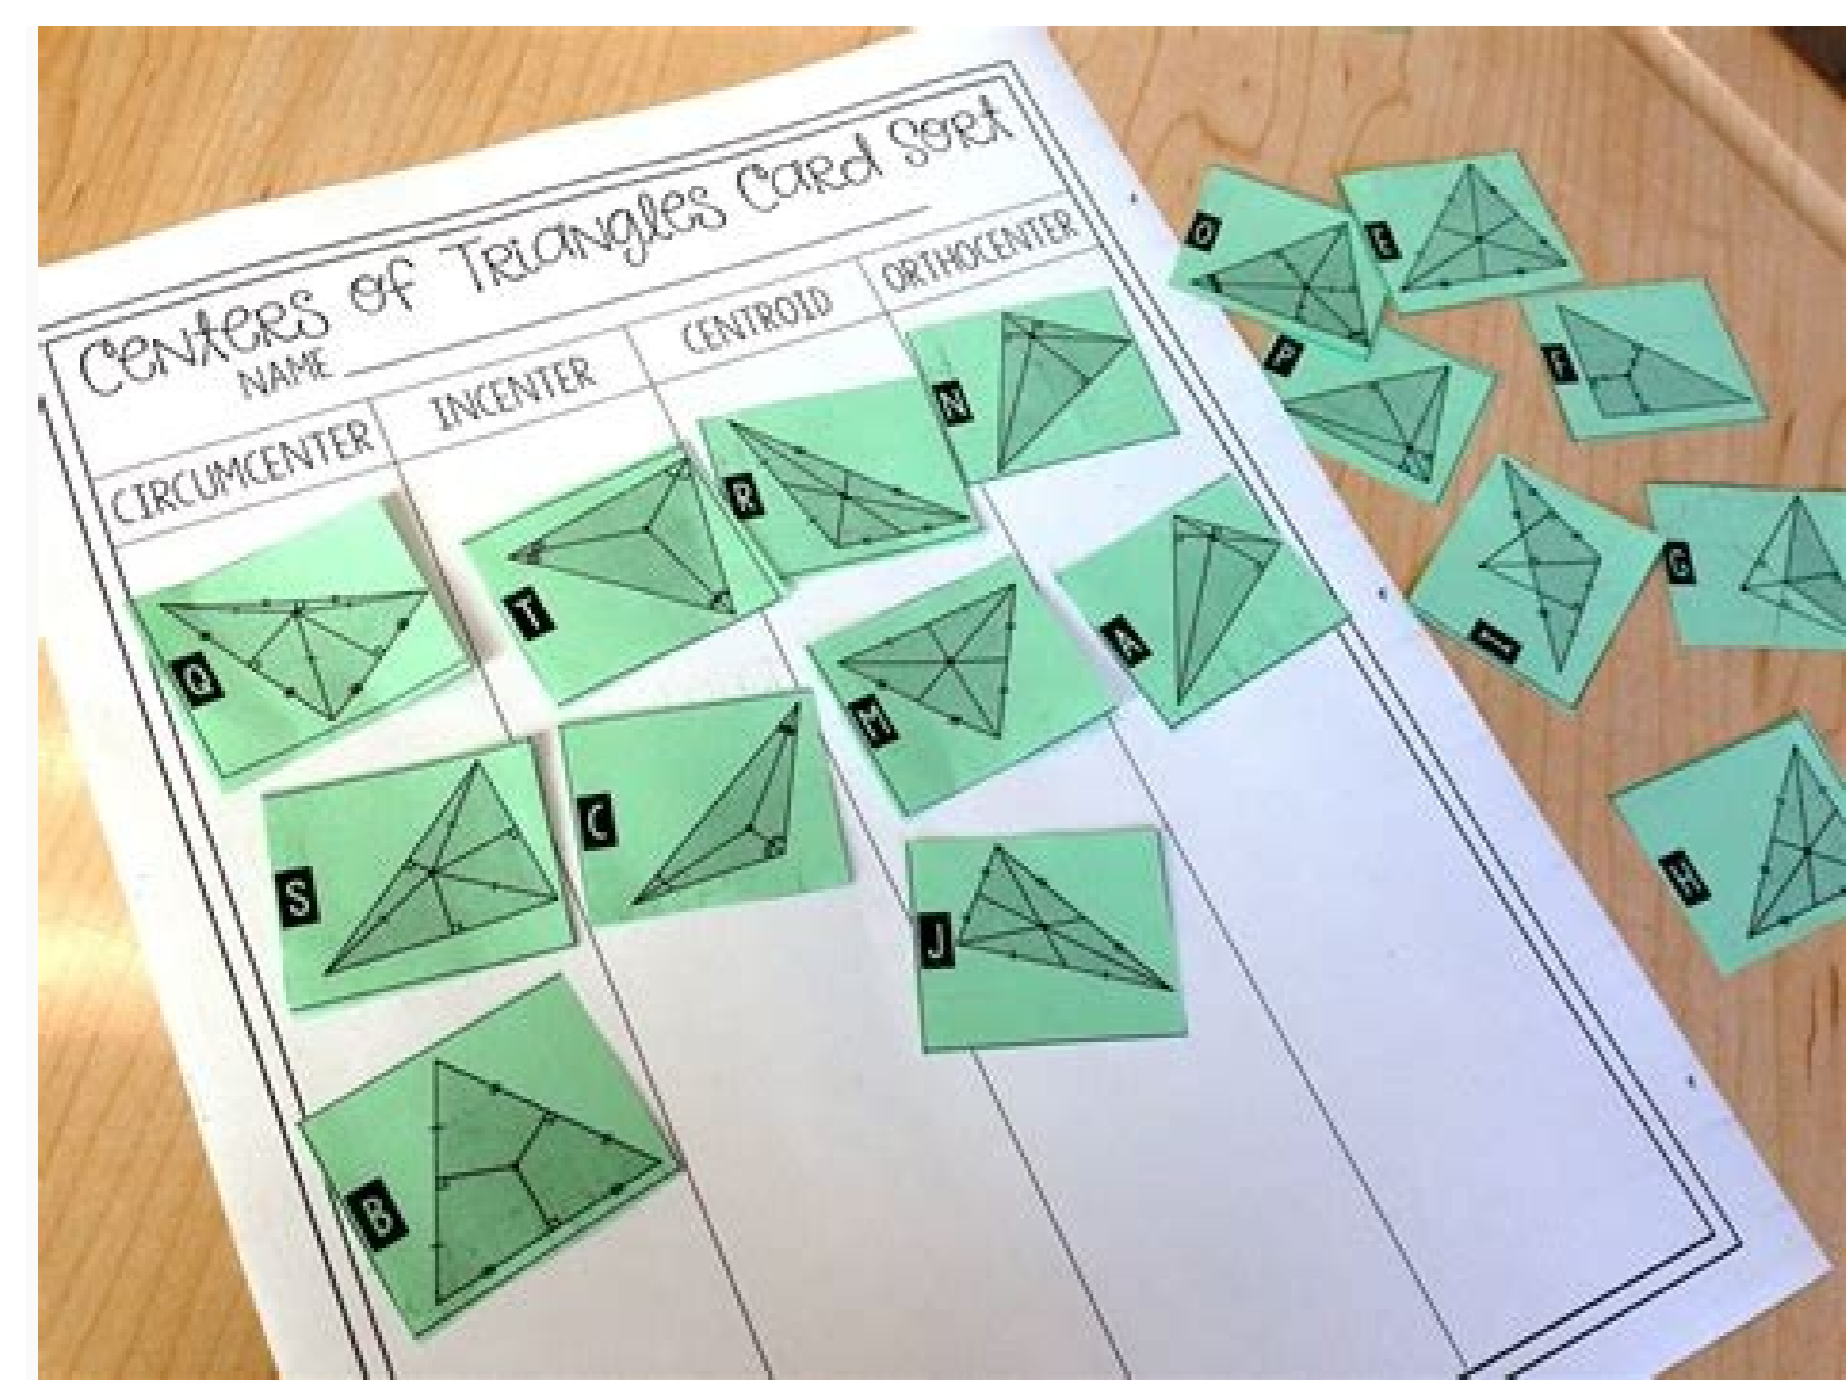 Centers of Triangles Card Sort
NAME
CIRCUMCENTER INCENTER CENTROID ORTHOCENTER
O E
N P F
R
T G
Q A
M
C H
S J
B